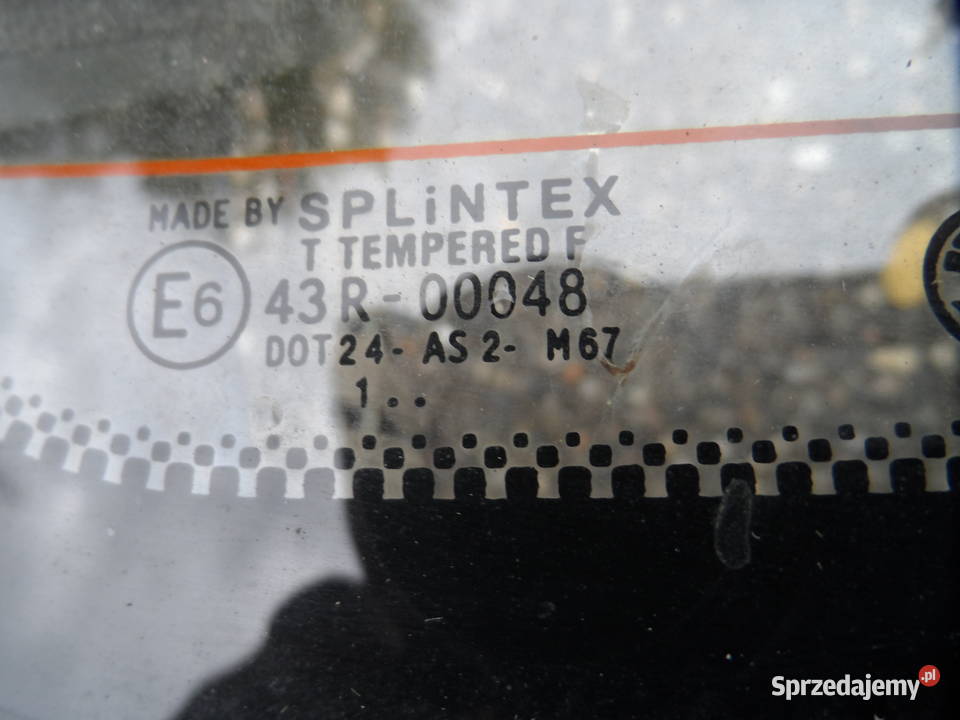 MADE BY SPLiNTEX
T TEMPERED F
E6 43R-00048
DOT24-AS2-M67
1..
Sprzedajemy.pl